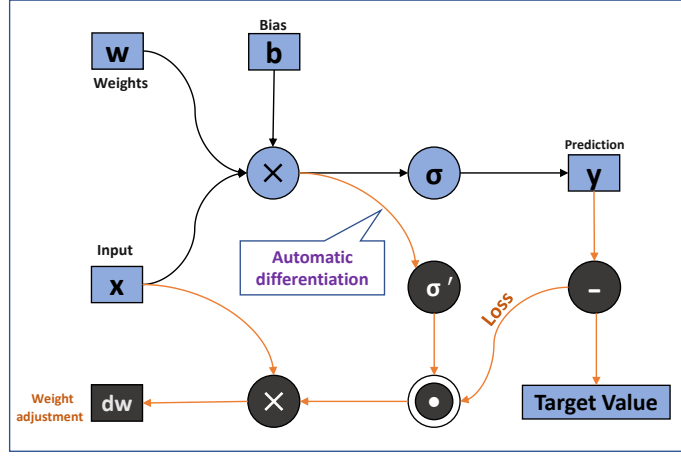 w
Weights
Bias
b
×
σ
Prediction
y
Automatic
differentiation
Input
x
σ ′
−
Loss
Weight
adjustment
dw
×
Target Value